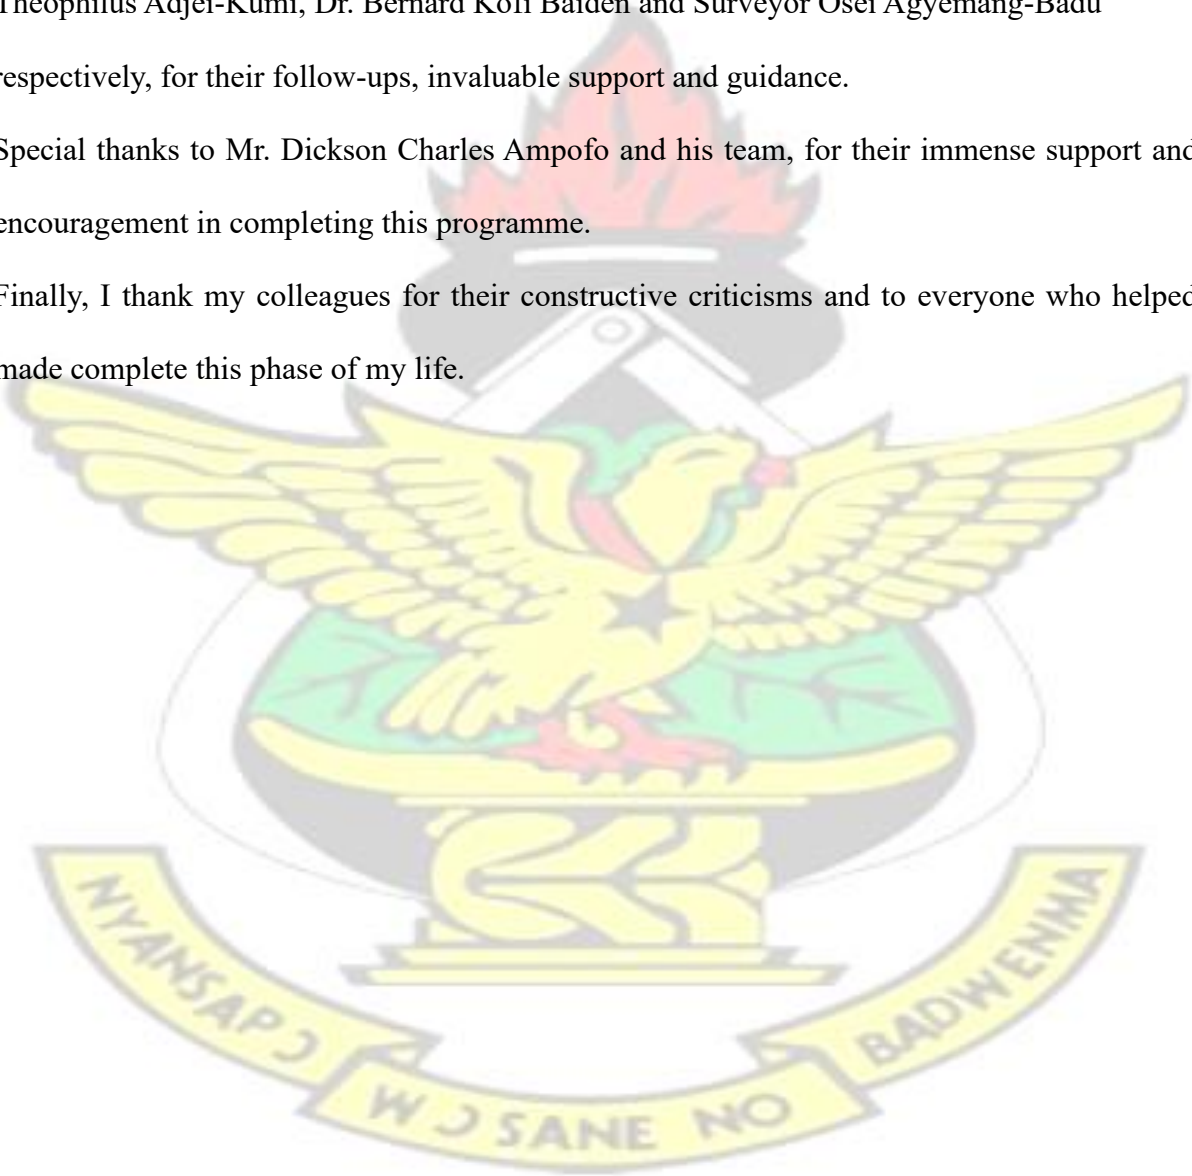 Theophilus Adjei-Kumi, Dr. Bernard Kofi Baiden and Surveyor Osei Agyemang-Badu
respectively, for their follow-ups, invaluable support and guidance.
Special thanks to Mr. Dickson Charles Ampofo and his team, for their immense support and
encouragement in completing this programme.
Finally, I thank my colleagues for their constructive criticisms and to everyone who helped
made complete this phase of my life.
NYANSAPƆ
WƆSANE NO
BADWENMA